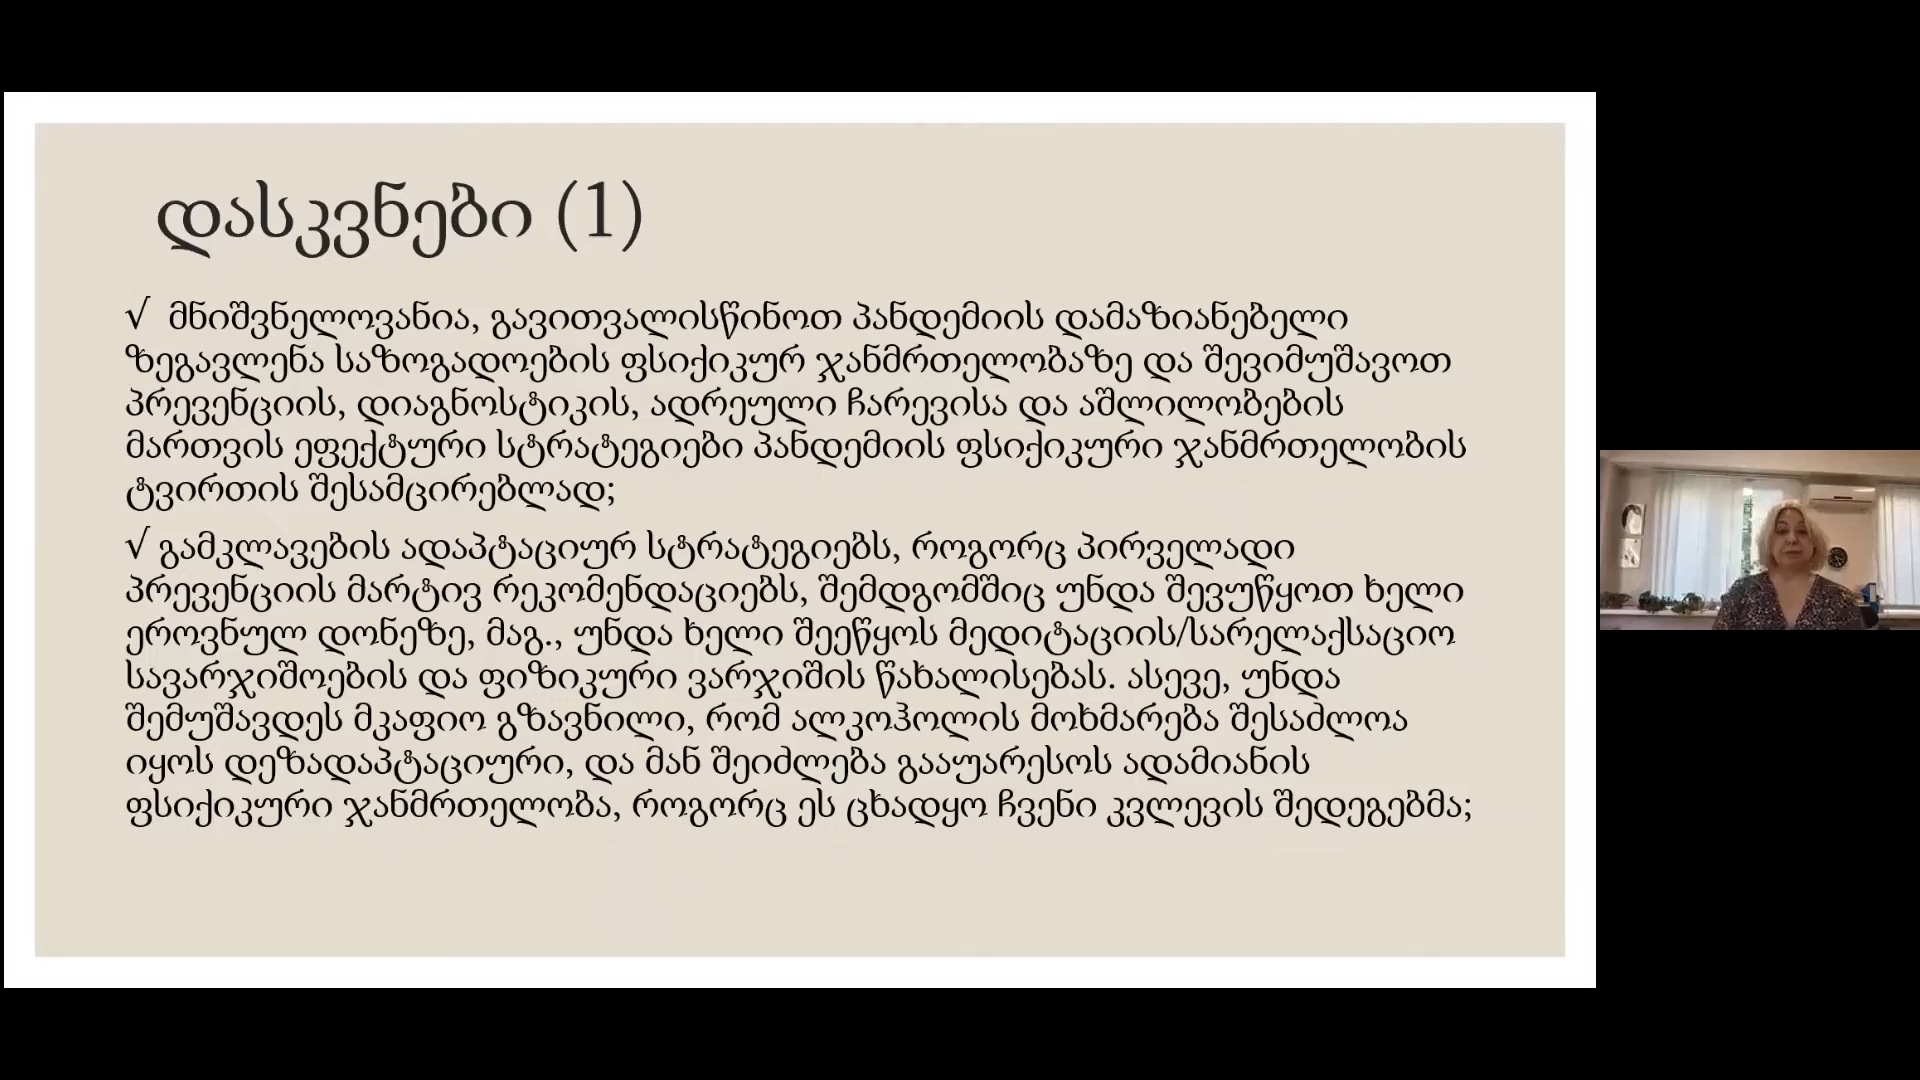 დასკვნები (1)
√ მნიშვნელოვანია, გავითვალისწინოთ პანდემიის დამაზიანებელი
ზეგავლენა საზოგადოების ფსიქიკურ ჯანმრთელობაზე და შევიმუშავოთ
პრევენციის, დიაგნოსტიკის, ადრეული ჩარევისა და აშლილობების
მართვის ეფექტური სტრატეგიები პანდემიის ფსიქიკური ჯანმრთელობის
ტვირთის შესამცირებლად;
√ გამკლავების ადაპტაციურ სტრატეგიებს, როგორც პირველადი
პრევენციის მარტივ რეკომენდაციებს, შემდგომშიც უნდა შევუწყოთ ხელი
ეროვნულ დონეზე, მაგ., უნდა ხელი შეეწყოს მედიტაციის/სარელაქსაციო
სავარჯიშოების და ფიზიკური ვარჯიშის წახალისებას. ასევე, უნდა
შემუშავდეს მკაფიო გზავნილი, რომ ალკოჰოლის მოხმარება შესაძლოა
იყოს დეზადაპტაციური, და მან შეიძლება გააუარესოს ადამიანის
ფსიქიკური ჯანმრთელობა, როგორც ეს ცხადყო ჩვენი კვლევის შედეგებმა;